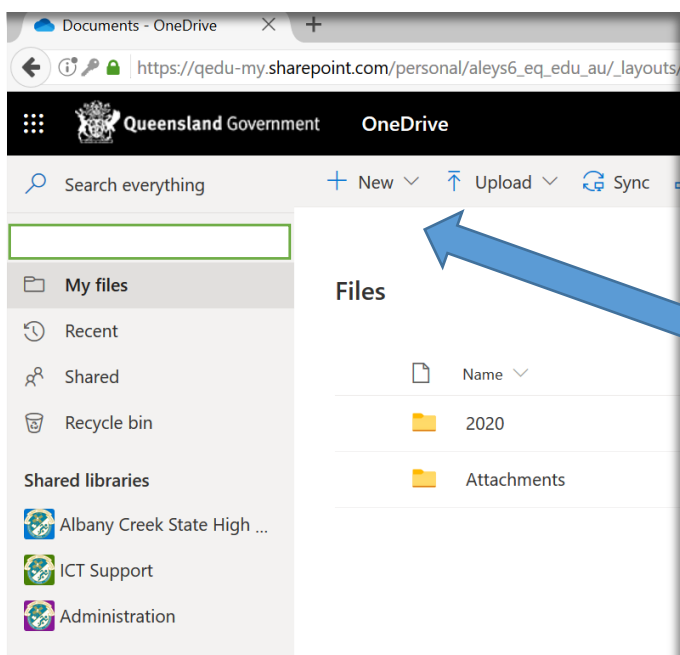 Documents - OneDrive
https://qedu-my.sharepoint.com/personal/aleys6_eq_edu_au/_layouts/
Queensland Government OneDrive
Search everything
New Upload Sync
My files
Files
Recent
Name
Shared
Recycle bin
2020
Shared libraries
Attachments
Albany Creek State High ...
ICT Support
Administration